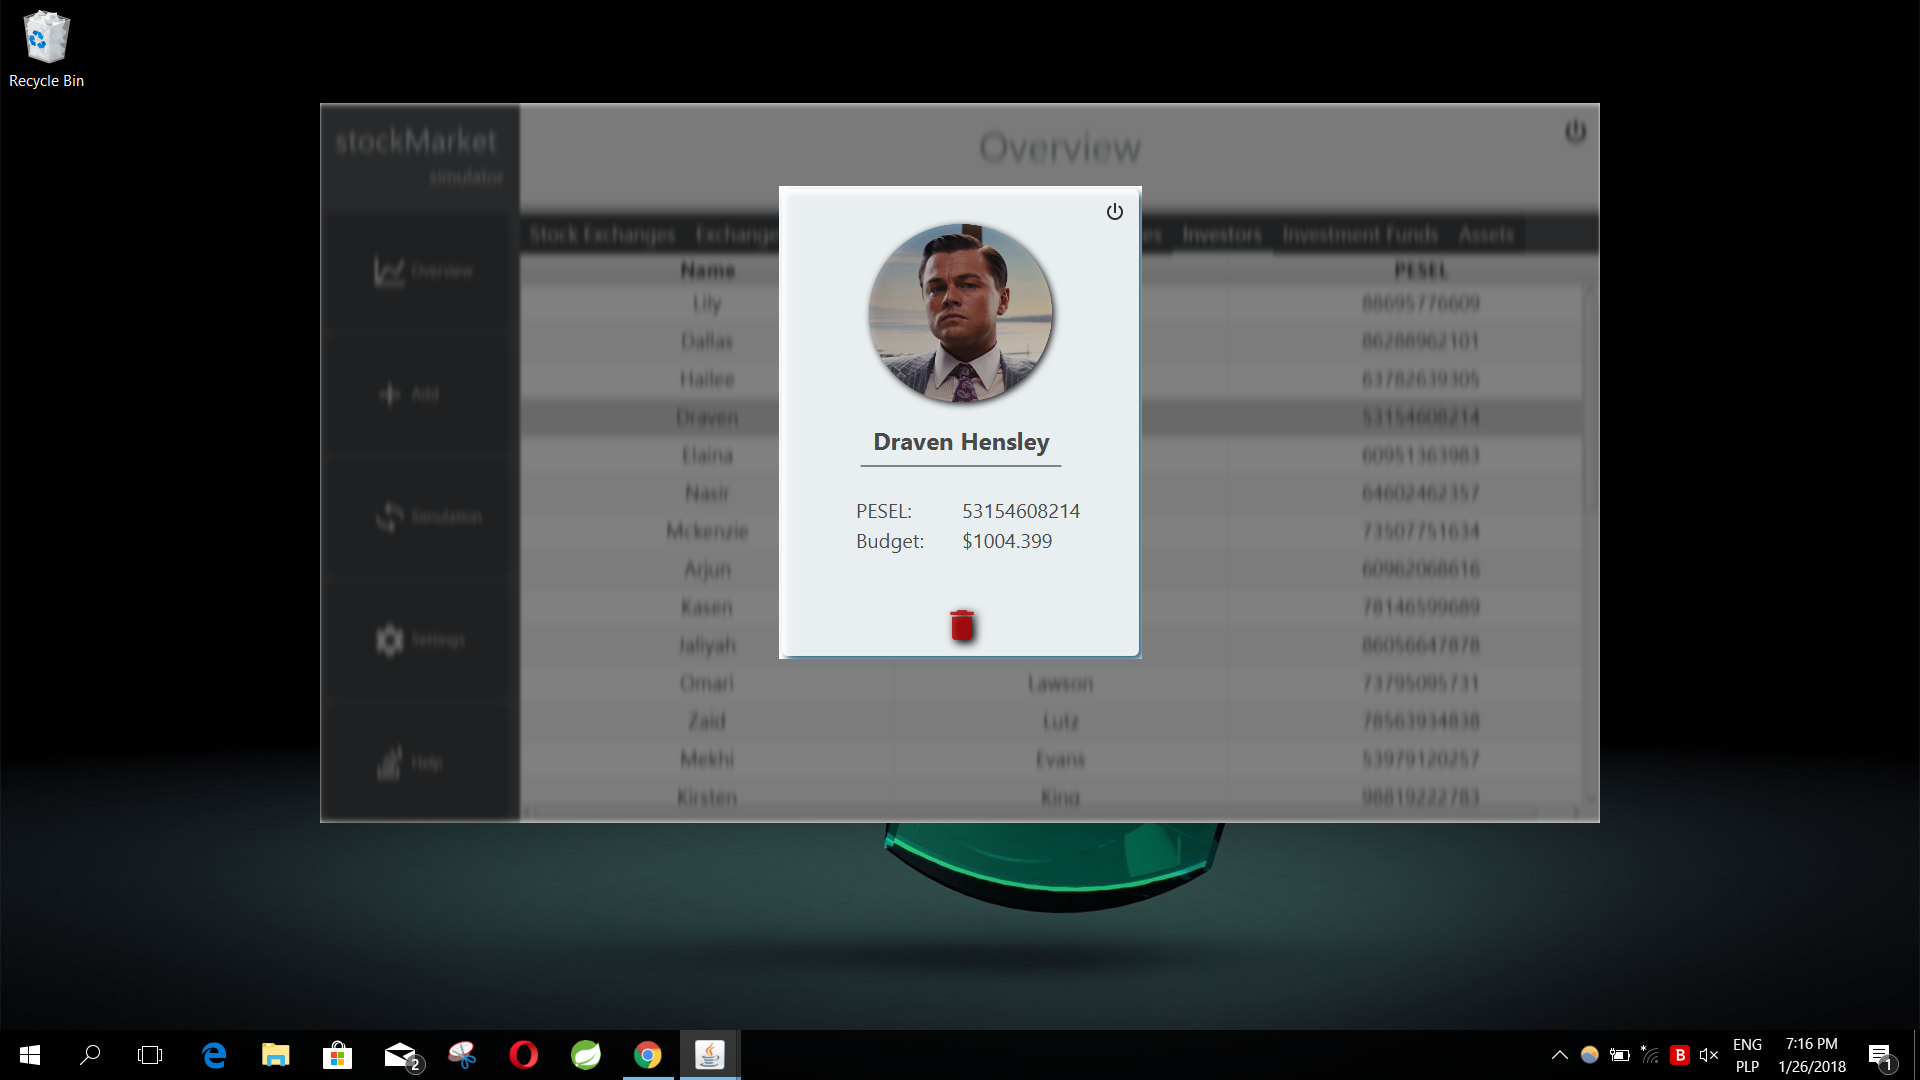 Recycle Bin
stockMarket
simulator
Overview
Stock Exchanges Exchange es Investors Investment Funds Assets
Overview
Add
Simulation
Settings
Help
Name PESEL
Lily 88695776609
Dallas 86288962101
Hailee 63782639305
Draven 53154608214
Elaina 60951363983
Nasir 64602462357
Mckenzie 73507751634
Arjun 60962068616
Kasen 78146599689
Jaliyah 86056647878
Omari Lawson 73795095731
Zaid Lutz 78563934838
Mekhi Evans 53979120257
Kirsten King 98819222783
Draven Hensley
PESEL: 53154608214
Budget: $1004.399
2
B
ENG
PLP
7:16 PM
1/26/2018
1